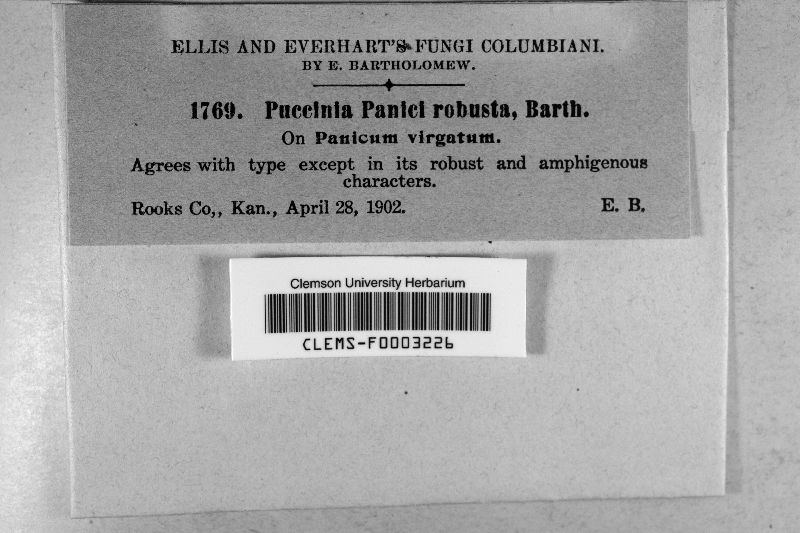 ELLIS AND EVERHART'S FUNGI COLUMBIANI.
BY E. BARTHOLOMEW.
1769. Puccinia Panici robusta, Barth.
On Panicum virgatum.
Agrees with type except in its robust and amphigenous
characters.
Rooks Co,, Kan., April 28, 1902. E. B.
Clemson University Herbarium
CLEMS-F0003226